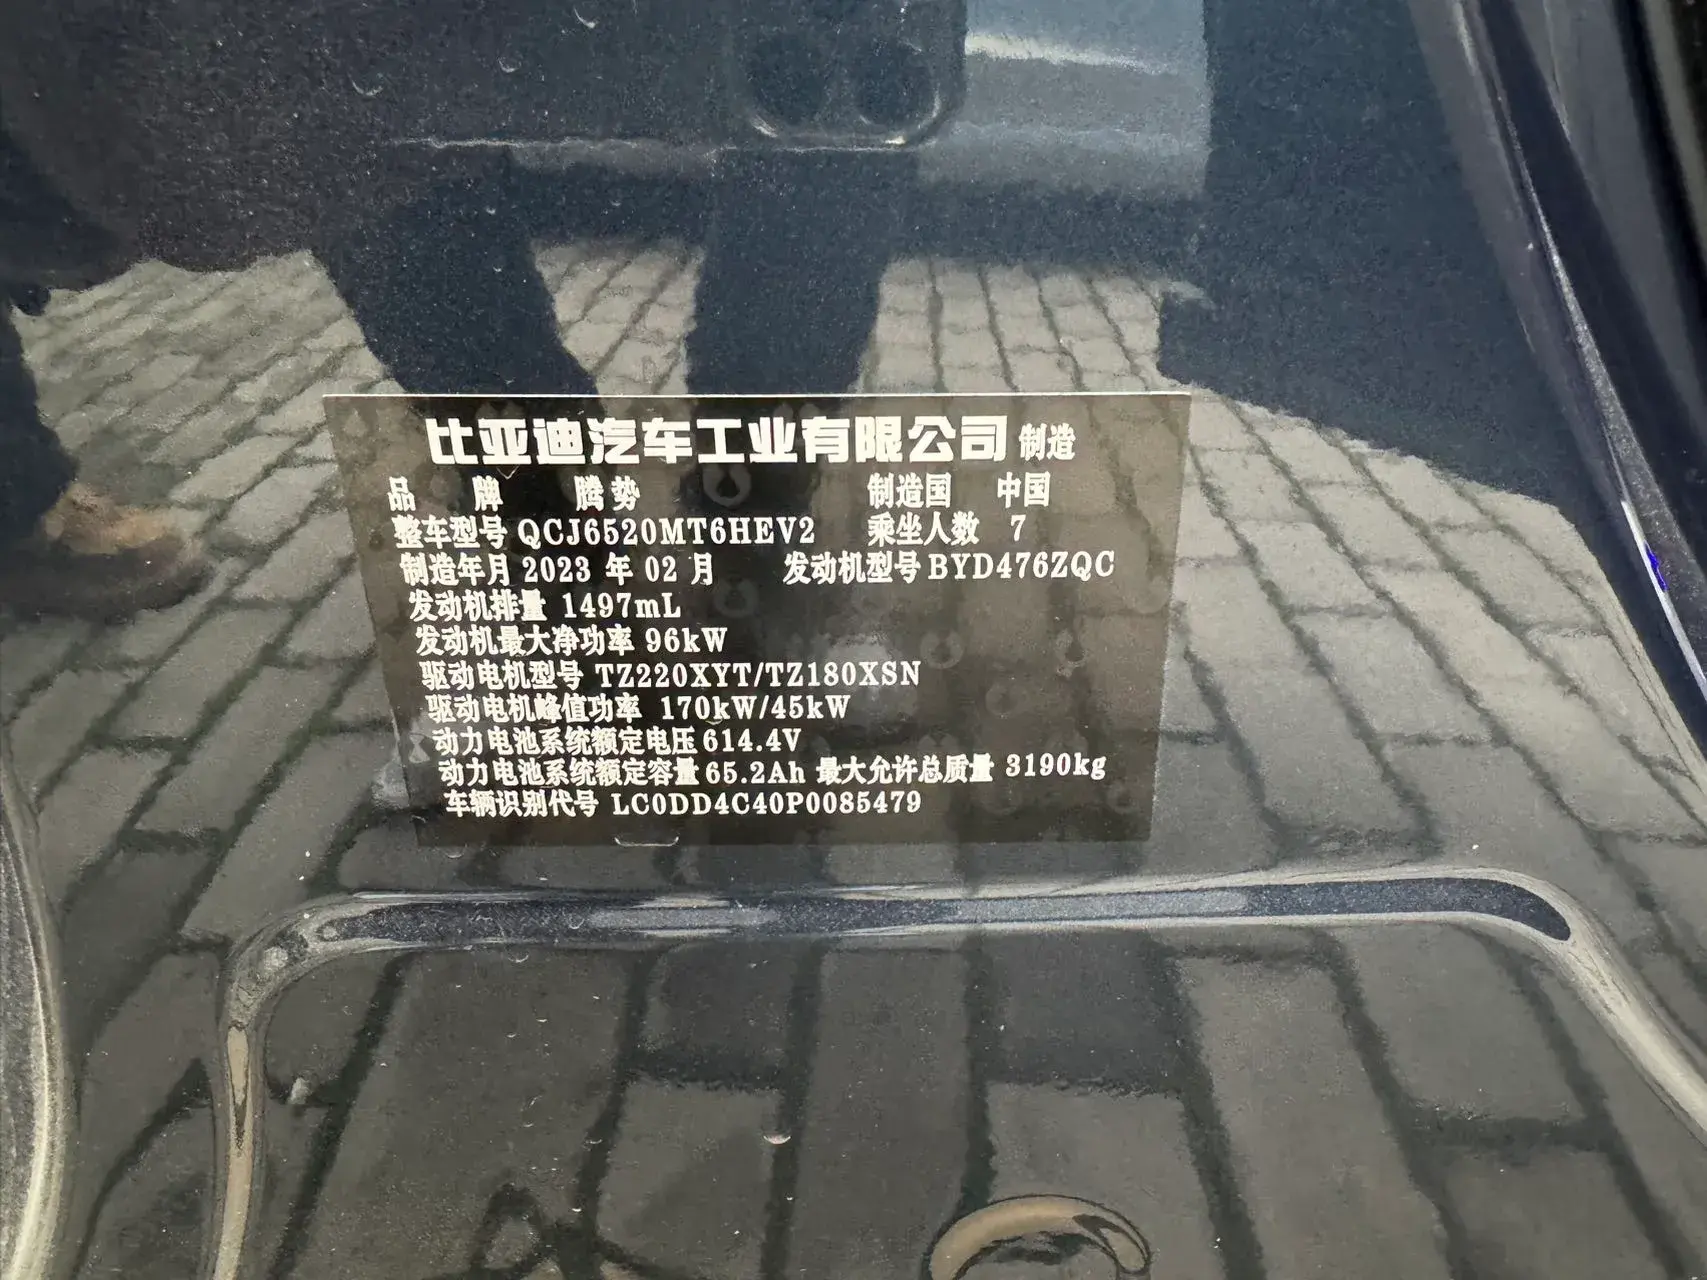 比亚迪汽车工业有限公司 制造
品 牌 腾势 制造国 中国
整车型号 QCJ6520MT6HEV2 乘坐人数 7
制造年月 2023 年 02 月 发动机型号 BYD476ZQC
发动机排量 1497mL
发动机最大净功率 96kW
驱动电机型号 TZ220XYT/TZ180XSN
驱动电机峰值功率 170kW/45kW
动力电池系统额定电压 614.4V
动力电池系统额定容量 65.2Ah 最大允许总质量 3190kg
车辆识别代号 LC0DD4C40P0085479